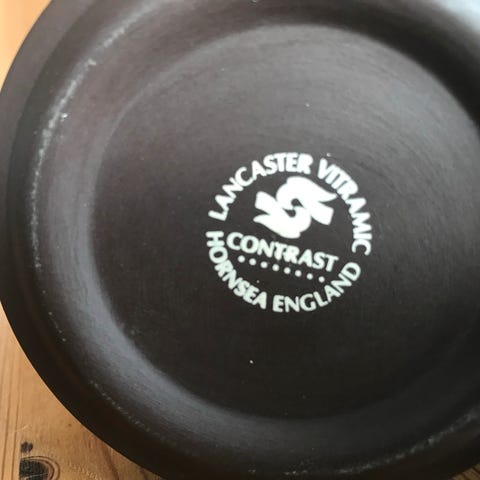 LANCASTER VITRAMIC
CONTRAST
HORNSEA ENGLAND